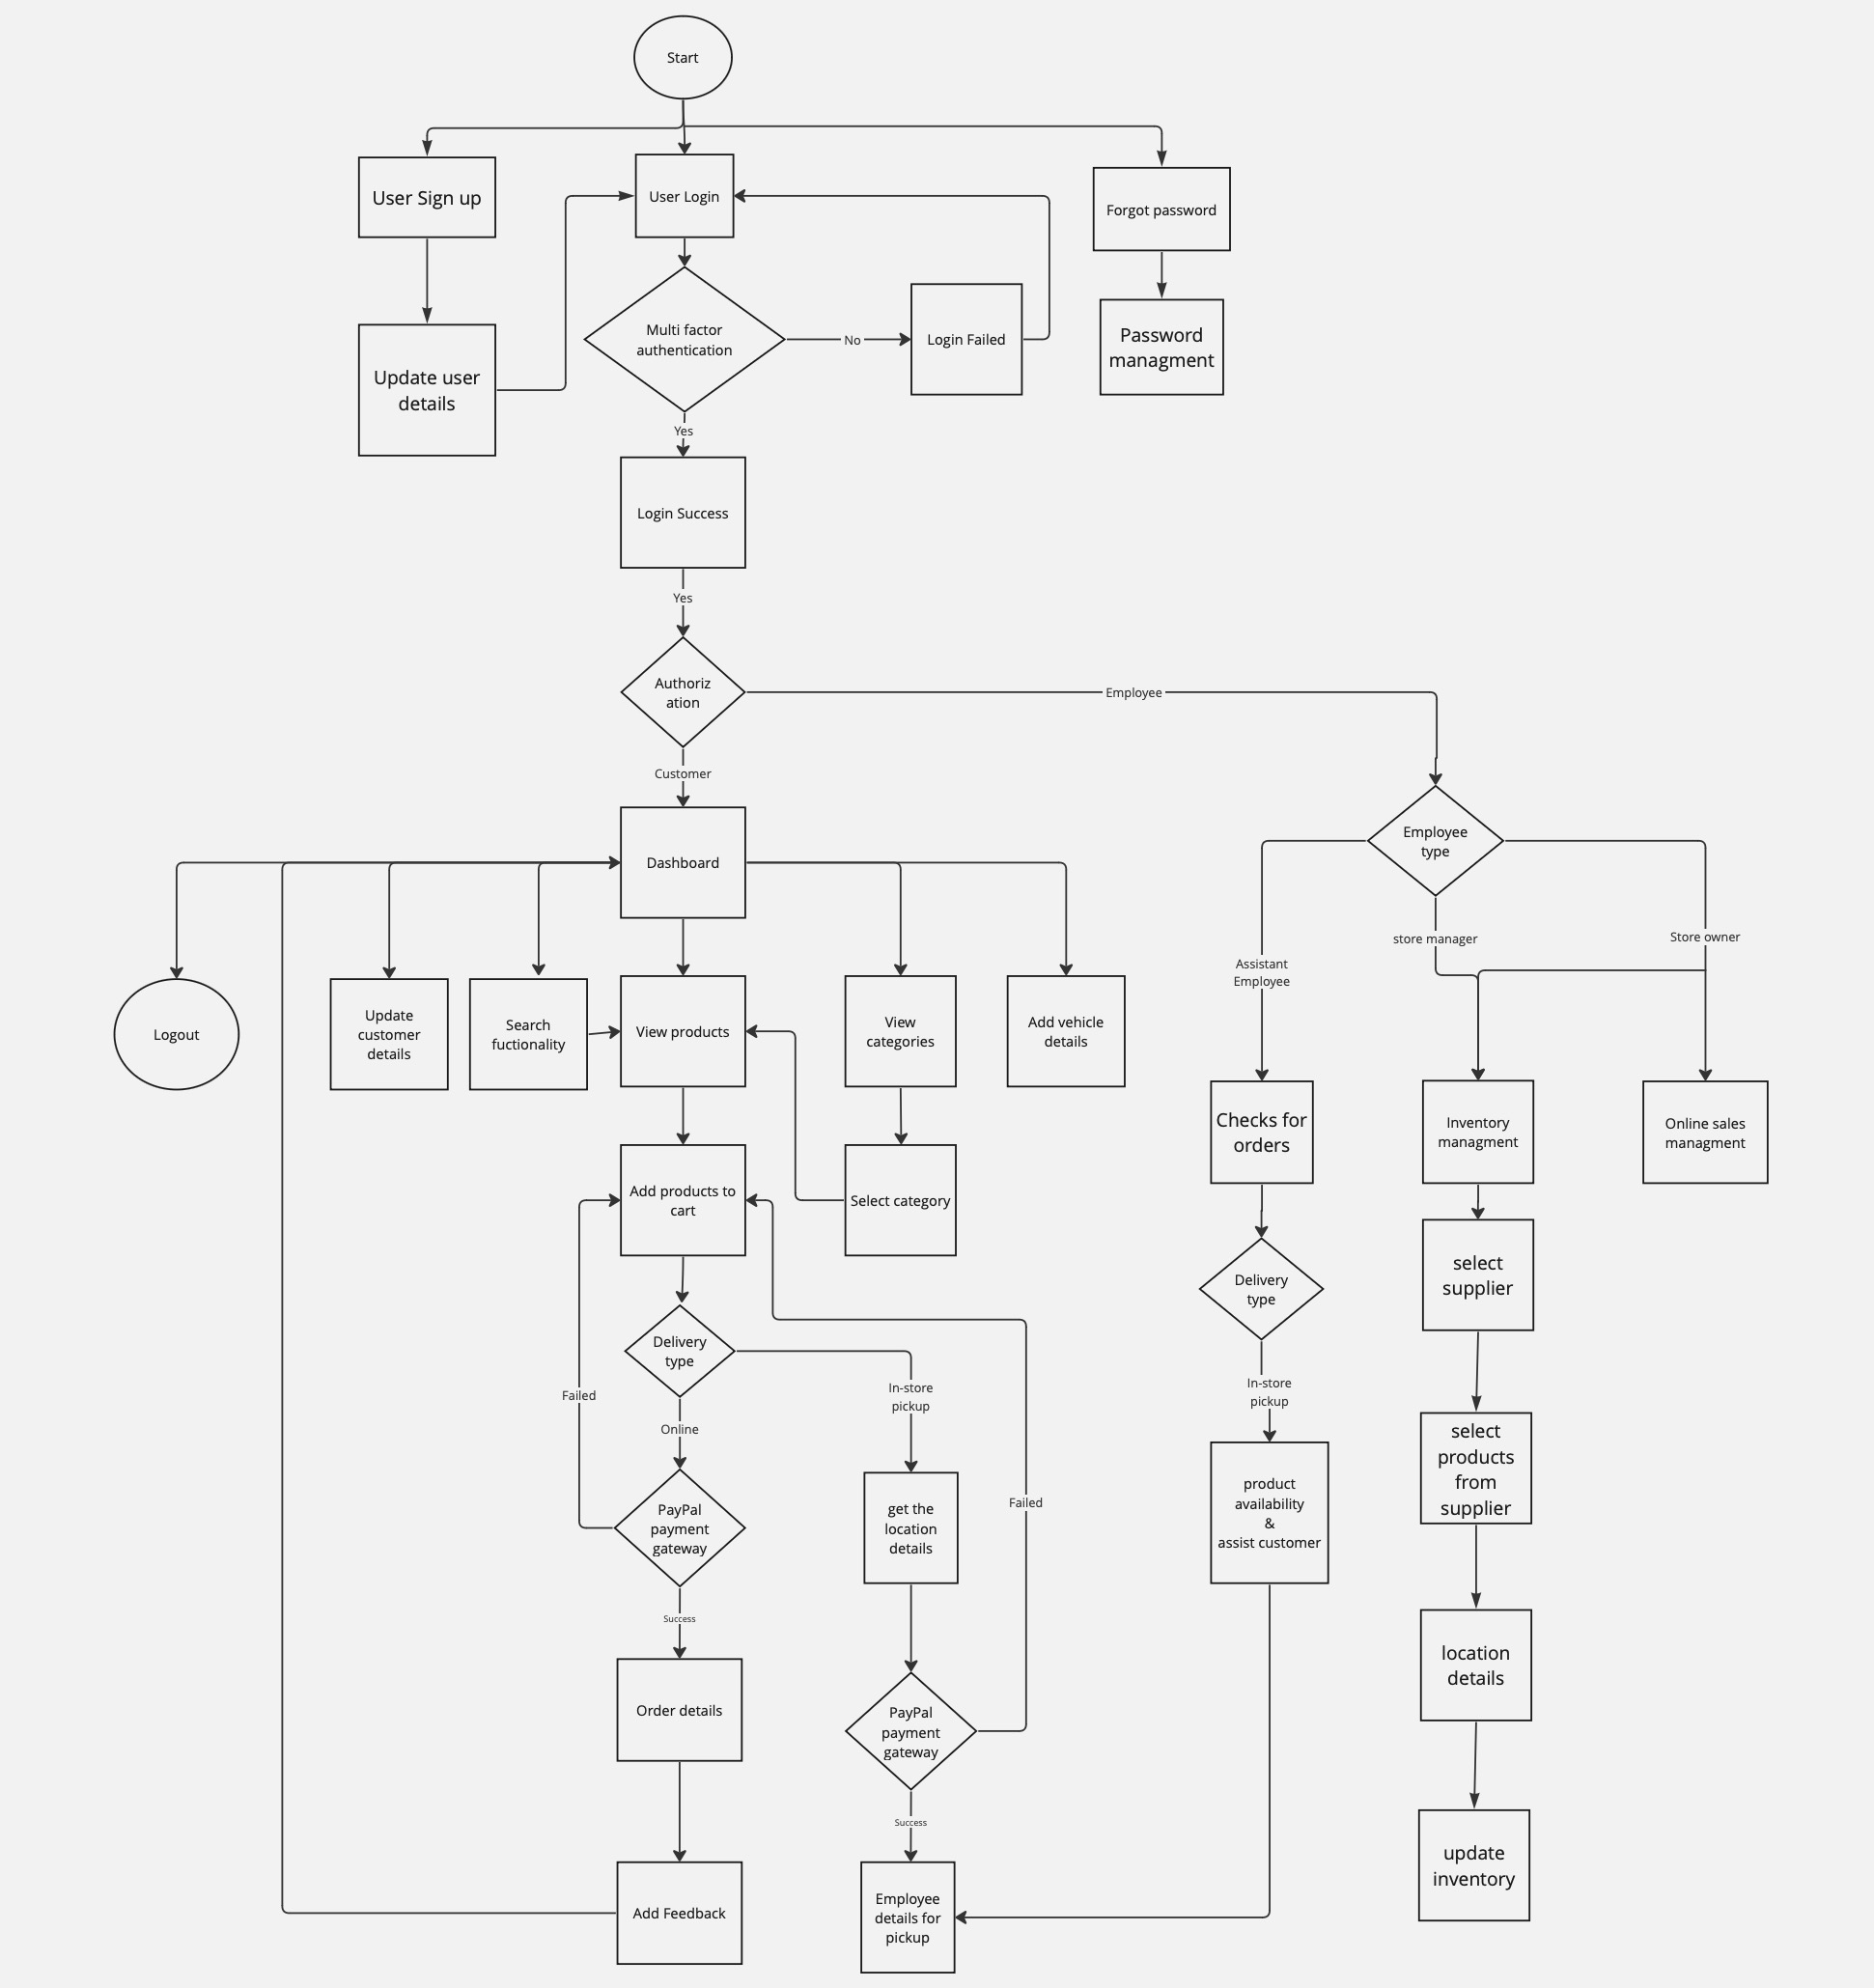 Start
User Sign up
User Login
Forgot password
Multi factor
authentication
No
Login Failed
Password
managment
Update user
details
Yes
Login Success
Yes
Authoriz
ation
Employee
Customer
Dashboard
Employee
type
store manager
Store owner
Assistant
Employee
Logout
Update
customer
details
Search
fuctionality
View products
View
categories
Add vehicle
details
Checks for
orders
Inventory
managment
Online sales
managment
Add products to
cart
Select category
select
supplier
Delivery
type
Delivery
type
Failed
Online
In-store
pickup
In-store
pickup
select
products
from
supplier
PayPal
payment
gateway
get the
location
details
Failed
product
availability
&
assist customer
Success
location
details
Order details
PayPal
payment
gateway
Success
update
inventory
Add Feedback
Employee
details for
pickup